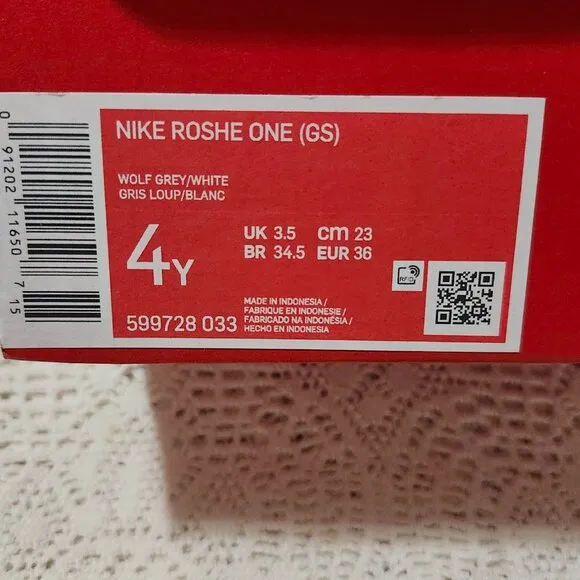 0 91202 11650 7 15
NIKE ROSHE ONE (GS)
WOLF GREY/WHITE
GRIS LOUP/BLANC
4Y
UK 3.5 cm 23
BR 34.5 EUR 36
599728 033
MADE IN INDONESIA/
FABRIQUE EN INDONESIE/
FABRICADO NA INDONÉSIA/
HECHO EN INDONESIA
RFID